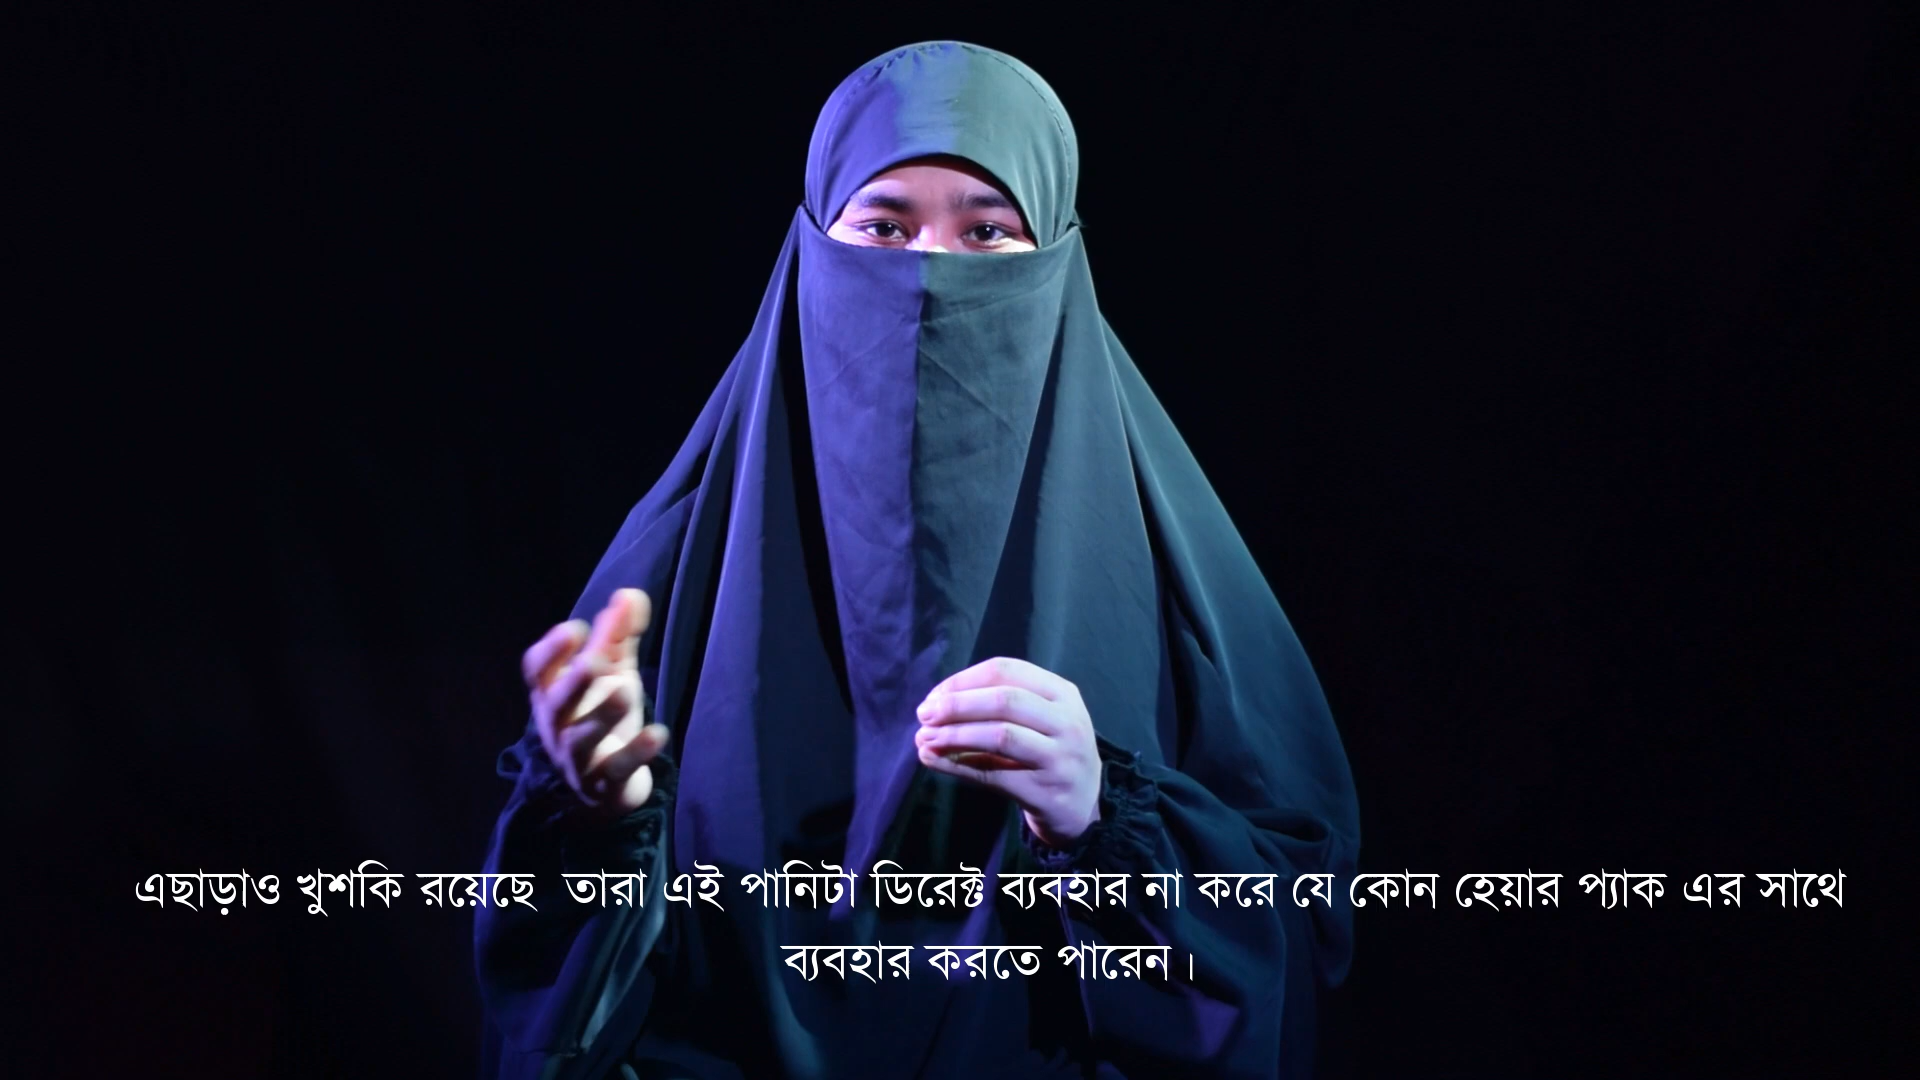 এছাড়াও খুশকি রয়েছে  তারা এই পানিটা ডিরেক্ট ব্যবহার না করে যে কোন হেয়ার প্যাক এর সাথে
ব্যবহার করতে পারেন।